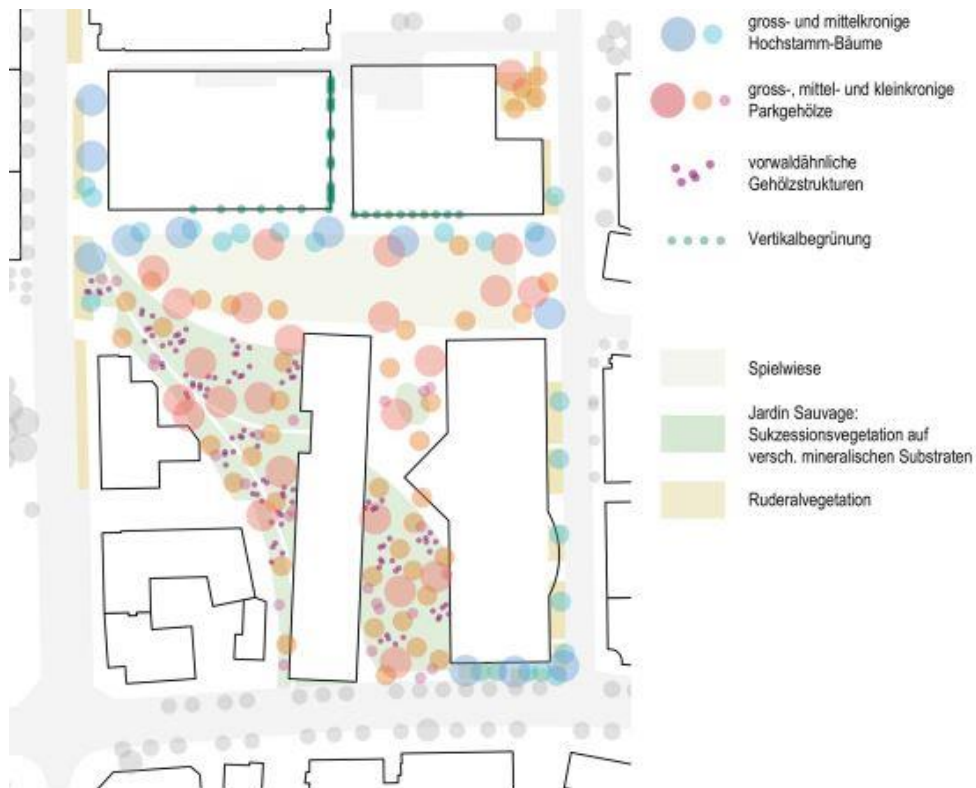 gross- und mittelkronige
Hochstamm-Bäume
gross-, mittel- und kleinkronige
Parkgehölze
vorwaldähnliche
Gehölzstrukturen
Vertikalbegrünung
Spielwiese
Jardin Sauvage:
Sukzessionsvegetation auf
versch. mineralischen Substraten
Ruderalvegetation